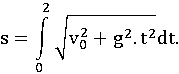 s = ∫₀² √(v₀² + g². t²) dt.